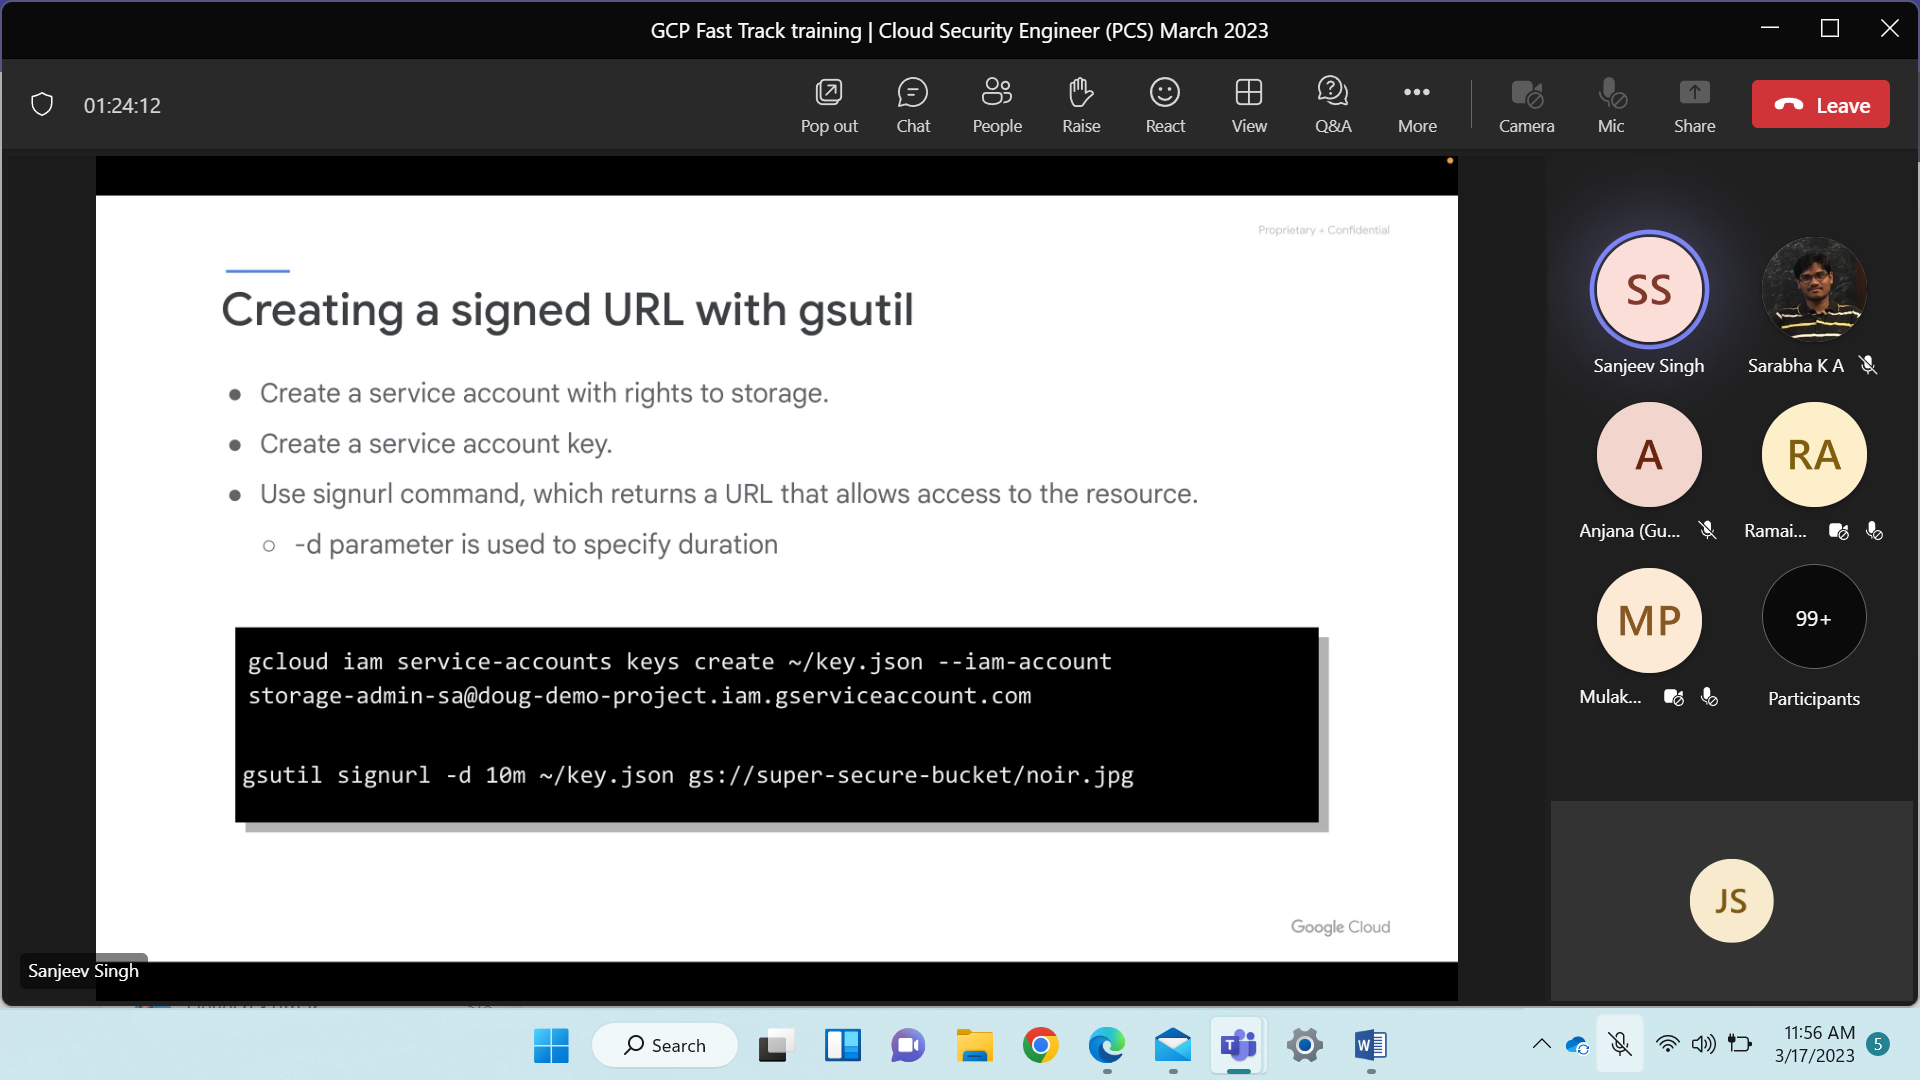 GCP Fast Track training | Cloud Security Engineer (PCS) March 2023
01:24:12
Pop out
Chat
People
Raise
React
View
Q&A
More
Camera
Mic
Share
Leave
Proprietary + Confidential
Creating a signed URL with gsutil
● Create a service account with rights to storage.
● Create a service account key.
● Use signurl command, which returns a URL that allows access to the resource.
○ -d parameter is used to specify duration
gcloud iam service-accounts keys create ~/key.json --iam-account
storage-admin-sa@doug-demo-project.iam.gserviceaccount.com
gsutil signurl -d 10m ~/key.json gs://super-secure-bucket/noir.jpg
Google Cloud
Sanjeev Singh
SS
Sanjeev Singh
Sarabha K A
A
Anjana (Gu...
RA
Ramai...
MP
Mulak...
99+
Participants
JS
Search
11:56 AM
3/17/2023
5